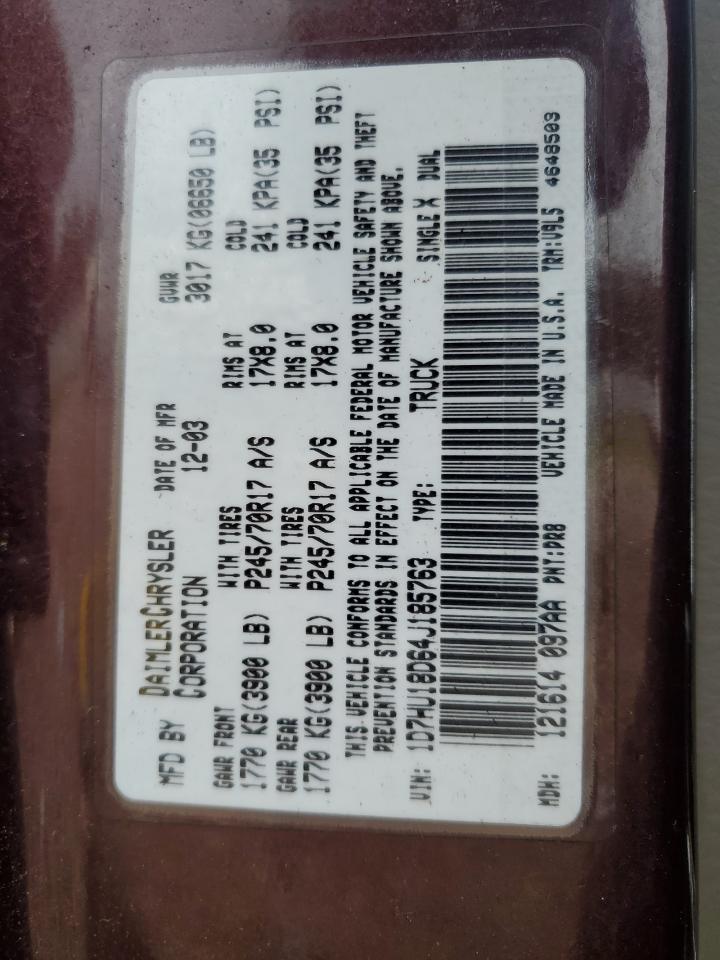 MFD BY DAIMLERCHRYSLER CORPORATION DATE OF MFR 12-03 GVWR 3017 KG(06650 LB)
GAWR FRONT WITH TIRES RIMS AT COLD
1770 KG(3900 LB) P245/70R17 A/S 17X8.0 241 KPA(35 PSI)
GAWR REAR WITH TIRES RIMS AT COLD
1770 KG(3900 LB) P245/70R17 A/S 17X8.0 241 KPA(35 PSI)
THIS VEHICLE CONFORMS TO ALL APPLICABLE FEDERAL MOTOR VEHICLE SAFETY AND THEFT
PREVENTION STANDARDS IN EFFECT ON THE DATE OF MANUFACTURE SHOWN ABOVE.
VIN: 1D7HU18D64J185763 TYPE: TRUCK SINGLE X DUAL
MDH: 121614 097AA PNT:PR8 VEHICLE MADE IN U.S.A. TRM:V9L5 4648503